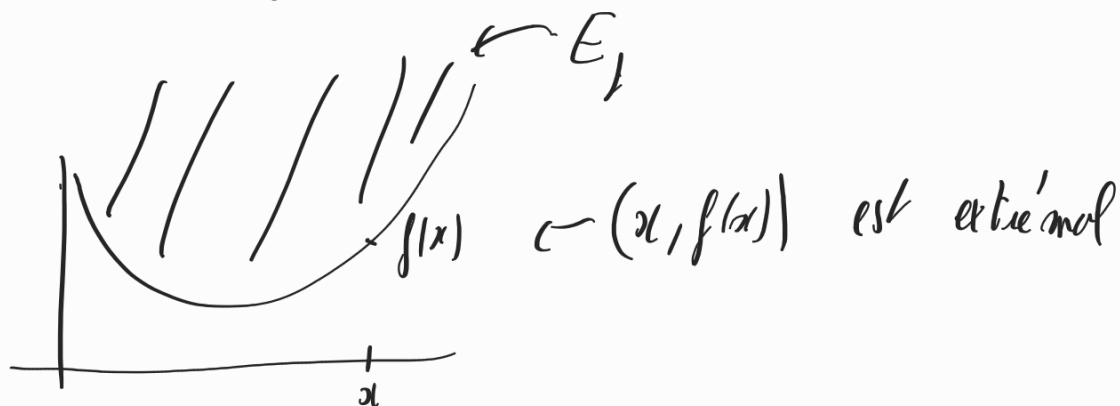 E_f
f(x) ← (x, f(x)) est extrémal
x